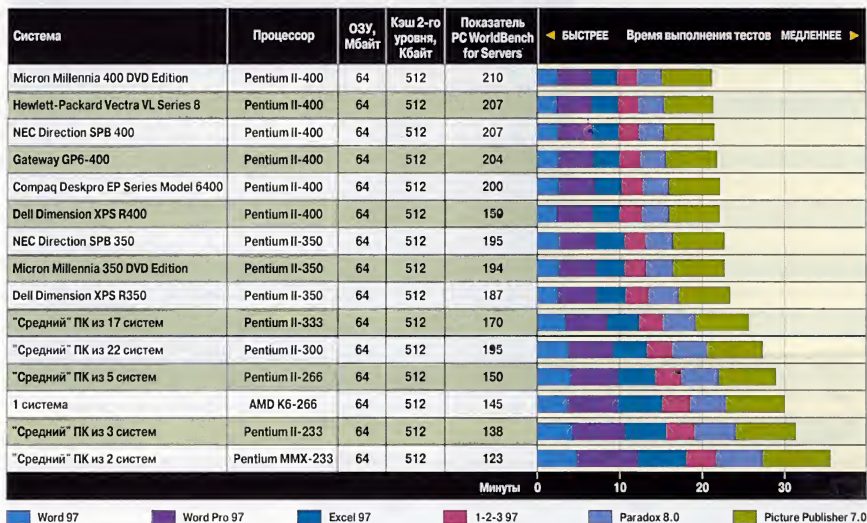 Система Процессор ОЗУ, Мбайт Кэш 2-го уровня, Кбайт Показатель PC WorldBench for Servers ◄ БЫСТРЕЕ Время выполнения тестов МЕДЛЕННЕЕ ►
Micron Millennia 400 DVD Edition Pentium II-400 64 512 210
Hewlett-Packard Vectra VL Series 8 Pentium II-400 64 512 207
NEC Direction SPB 400 Pentium II-400 64 512 207
Gateway GP6-400 Pentium II-400 64 512 204
Compaq Deskpro EP Series Model 6400 Pentium II-400 64 512 200
Dell Dimension XPS R400 Pentium II-400 64 512
NEC Direction SPB 350 Pentium II-350 64 512 195
Micron Millennia 350 DVD Edition Pentium II-350 64 512 194
Dell Dimension XPS R350 Pentium II-350 64 512 187
"Средний" ПК из 17 систем Pentium II-333 64 512 170
"Средний" ПК из 22 систем Pentium II-300 64 512 195
"Средний" ПК из 5 систем Pentium II-266 64 512 150
1 система AMD K6-266 64 512 145
"Средний" ПК из 3 систем Pentium II-233 64 512 138
"Средний" ПК из 2 систем Pentium MMX-233 64 512 123
Минуты 0 10 20 30
Word 97 Word Pro 97 Excel 97 1-2-3 97 Paradox 8.0 Picture Publisher 7.0